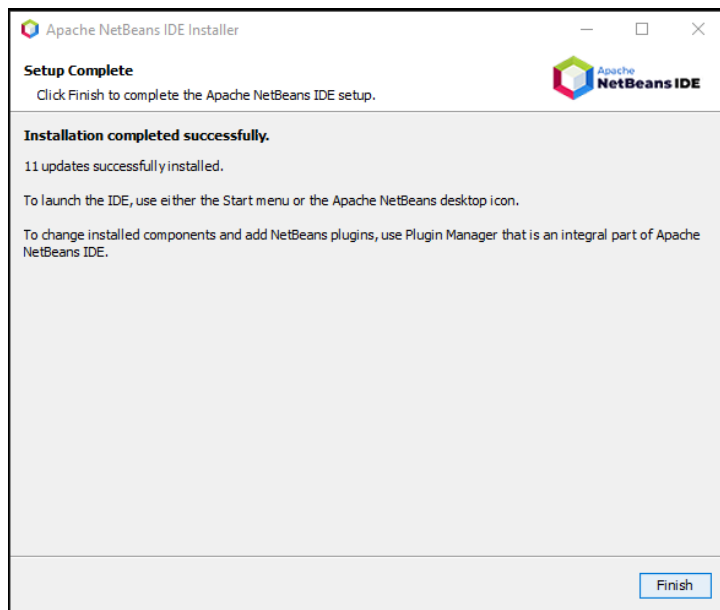 Apache NetBeans IDE Installer
Setup Complete
Click Finish to complete the Apache NetBeans IDE setup.
Apache
NetBeans IDE
Installation completed successfully.
11 updates successfully installed.
To launch the IDE, use either the Start menu or the Apache NetBeans desktop icon.
To change installed components and add NetBeans plugins, use Plugin Manager that is an integral part of Apache
NetBeans IDE.
Finish